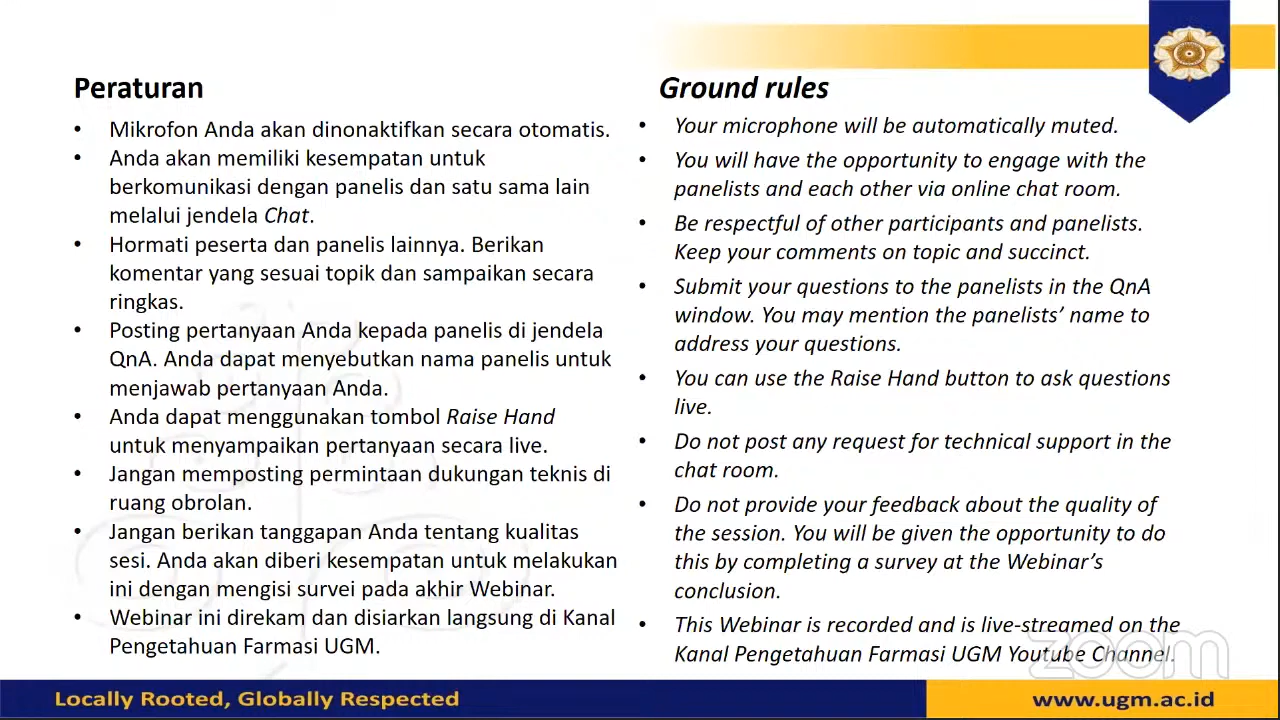 Peraturan
• Mikrofon Anda akan dinonaktifkan secara otomatis.
• Anda akan memiliki kesempatan untuk
berkomunikasi dengan panelis dan satu sama lain
melalui jendela Chat.
• Hormati peserta dan panelis lainnya. Berikan
komentar yang sesuai topik dan sampaikan secara
ringkas.
• Posting pertanyaan Anda kepada panelis di jendela
QnA. Anda dapat menyebutkan nama panelis untuk
menjawab pertanyaan Anda.
• Anda dapat menggunakan tombol Raise Hand
untuk menyampaikan pertanyaan secara live.
• Jangan memposting permintaan dukungan teknis di
ruang obrolan.
• Jangan berikan tanggapan Anda tentang kualitas
sesi. Anda akan diberi kesempatan untuk melakukan
ini dengan mengisi survei pada akhir Webinar.
• Webinar ini direkam dan disiarkan langsung di Kanal
Pengetahuan Farmasi UGM.
Ground rules
• Your microphone will be automatically muted.
• You will have the opportunity to engage with the
panelists and each other via online chat room.
• Be respectful of other participants and panelists.
Keep your comments on topic and succinct.
• Submit your questions to the panelists in the QnA
window. You may mention the panelists’ name to
address your questions.
• You can use the Raise Hand button to ask questions
live.
• Do not post any request for technical support in the
chat room.
• Do not provide your feedback about the quality of
the session. You will be given the opportunity to do
this by completing a survey at the Webinar’s
conclusion.
• This Webinar is recorded and is live-streamed on the
Kanal Pengetahuan Farmasi UGM Youtube Channel.
zoom
Locally Rooted, Globally Respected
www.ugm.ac.id